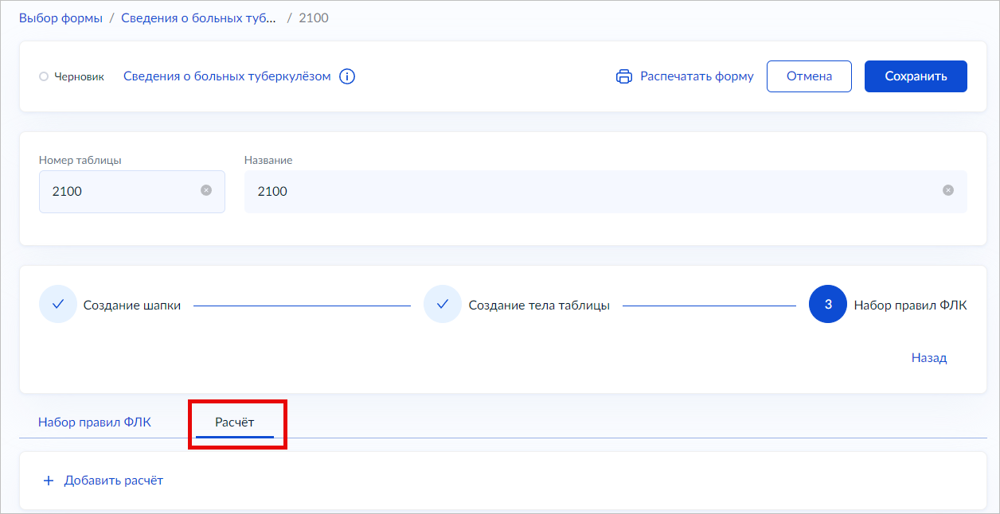 Выбор формы / Сведения о больных туб... / 2100
Черновик Сведения о больных туберкулёзом Распечатать форму Отмена Сохранить
Номер таблицы Название
2100 2100
Создание шапки Создание тела таблицы 3 Набор правил ФЛК
Назад
Набор правил ФЛК Расчёт
+ Добавить расчёт